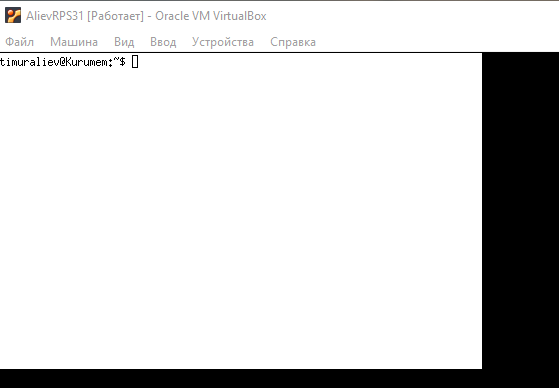 AlievRPS31 [Работает] - Oracle VM VirtualBox
Файл Машина Вид Ввод Устройства Справка
timuraliev@Kurumem:~$